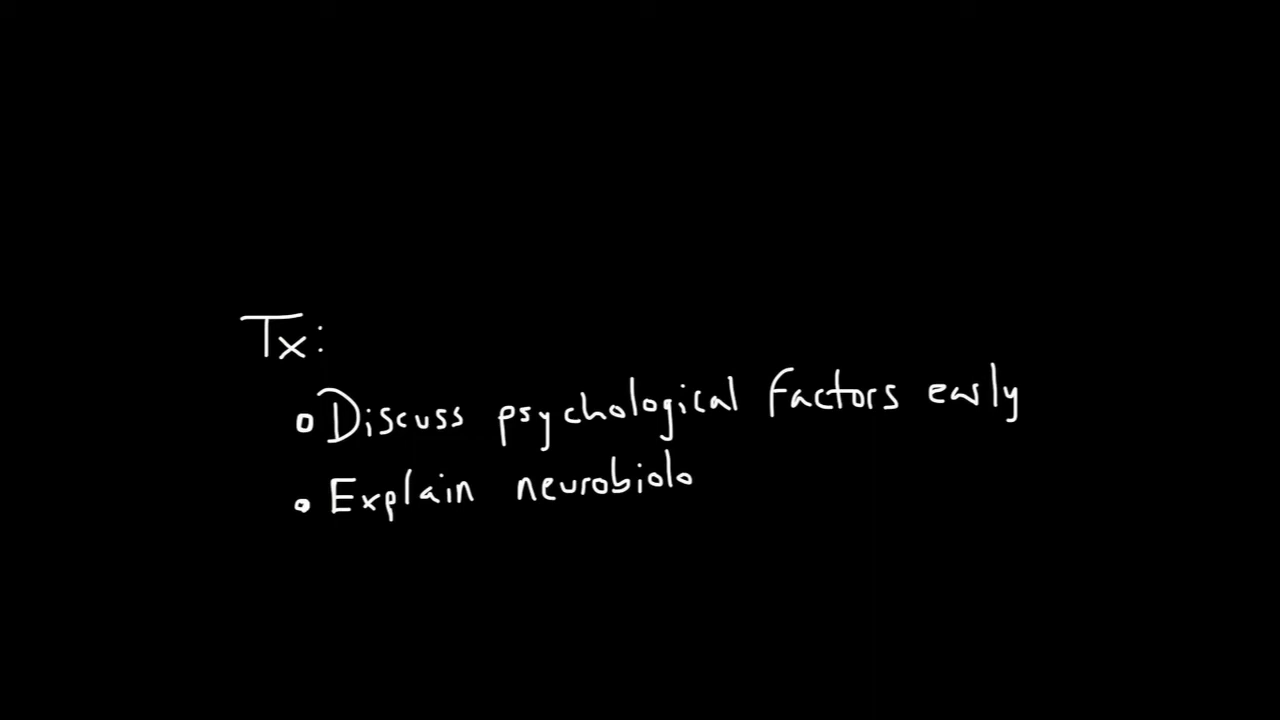 Tx:
• Discuss psychological factors early
• Explain neurobiolo